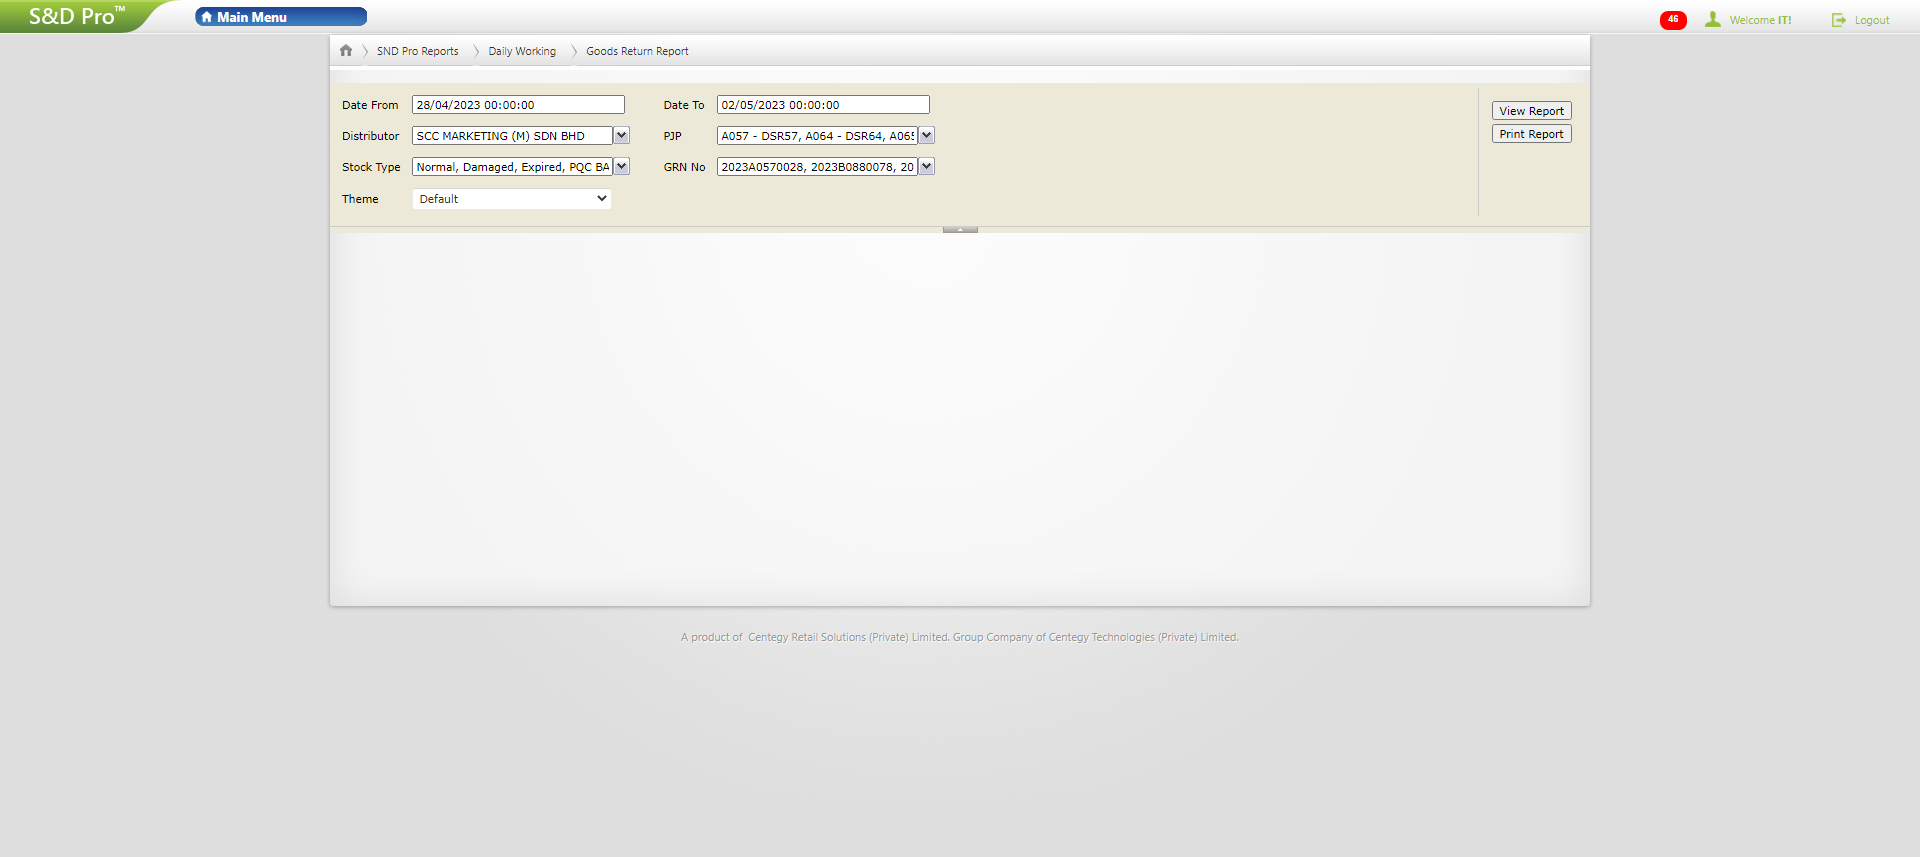 S&D Pro™
Main Menu
46
Welcome IT!
Logout
SND Pro Reports
Daily Working
Goods Return Report
Date From
28/04/2023 00:00:00
Date To
02/05/2023 00:00:00
View Report
Distributor
SCC MARKETING (M) SDN BHD
PJP
A057 - DSR57, A064 - DSR64, A065
Print Report
Stock Type
Normal, Damaged, Expired, PQC BA
GRN No
2023A0570028, 2023B0880078, 20
Theme
Default
A product of Centegy Retail Solutions (Private) Limited. Group Company of Centegy Technologies (Private) Limited.